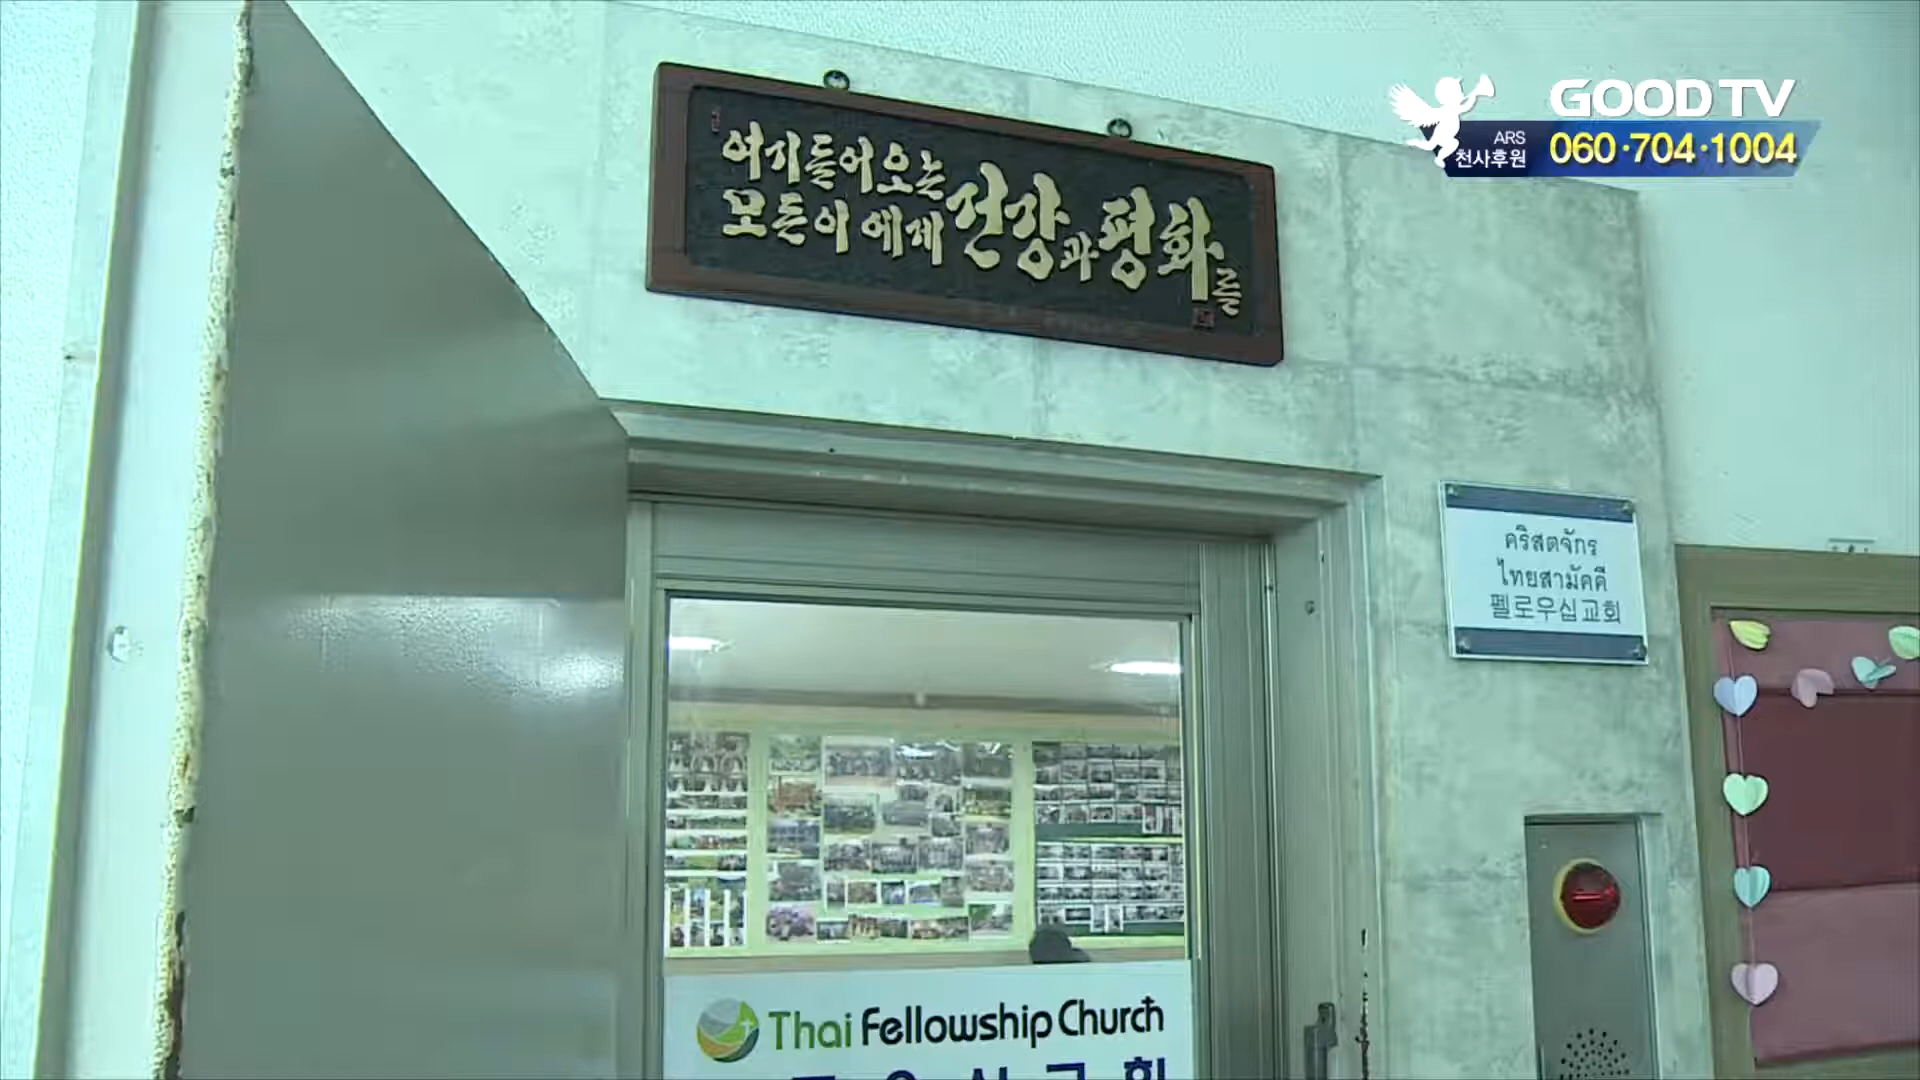 GOOD TV
ARS
천사후원
060·704·1004
여기들어오는
모든이에게 건강과 평화를
คริสตจักร
ไทยสามัคคี
펠로우십교회
Thai Fellowship Church